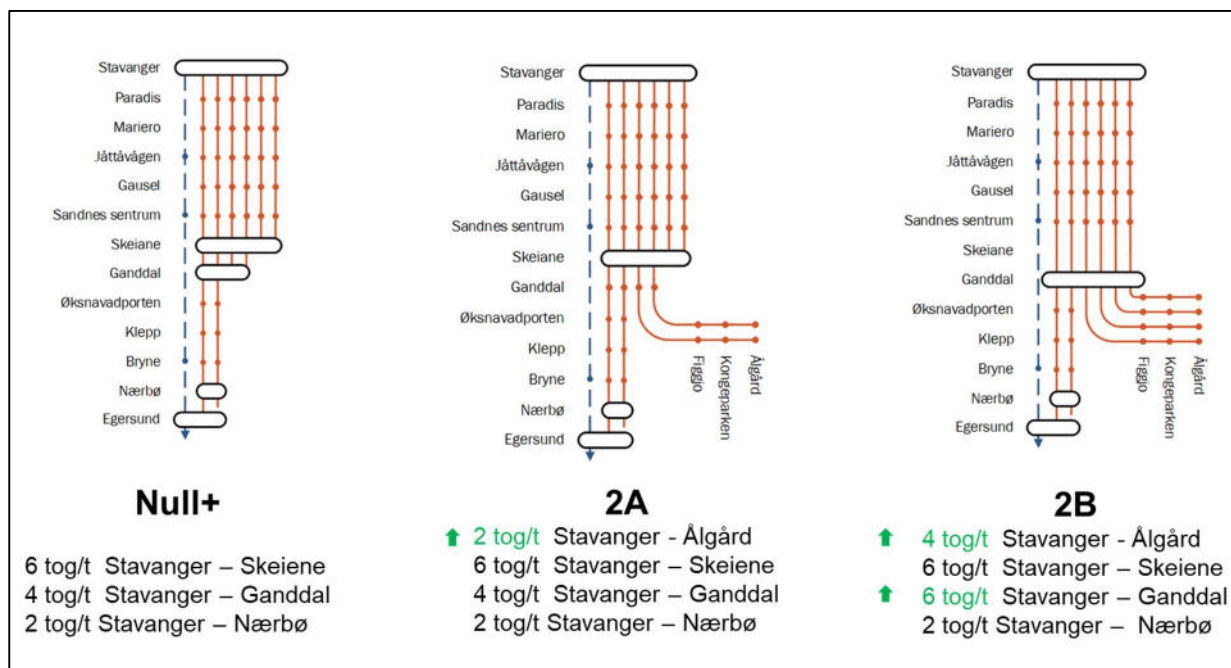 Stavanger
Paradis
Mariero
Jåttåvågen
Gausel
Sandnes sentrum
Skeiane
Ganddal
Øksnavadporten
Klepp
Bryne
Nærbø
Egersund
Null+
6 tog/t Stavanger – Skeiene
4 tog/t Stavanger – Ganddal
2 tog/t Stavanger – Nærbø
Stavanger
Paradis
Mariero
Jåttåvågen
Gausel
Sandnes sentrum
Skeiane
Ganddal
Øksnavadporten
Klepp
Bryne
Nærbø
Egersund
Figgjo
Kongeparken
Ålgård
2A
2 tog/t Stavanger - Ålgård
6 tog/t Stavanger – Skeiene
4 tog/t Stavanger – Ganddal
2 tog/t Stavanger – Nærbø
Stavanger
Paradis
Mariero
Jåttåvågen
Gausel
Sandnes sentrum
Skeiane
Ganddal
Øksnavadporten
Klepp
Bryne
Nærbø
Egersund
Figgjo
Kongeparken
Ålgård
2B
4 tog/t Stavanger - Ålgård
6 tog/t Stavanger – Skeiene
6 tog/t Stavanger – Ganddal
2 tog/t Stavanger – Nærbø